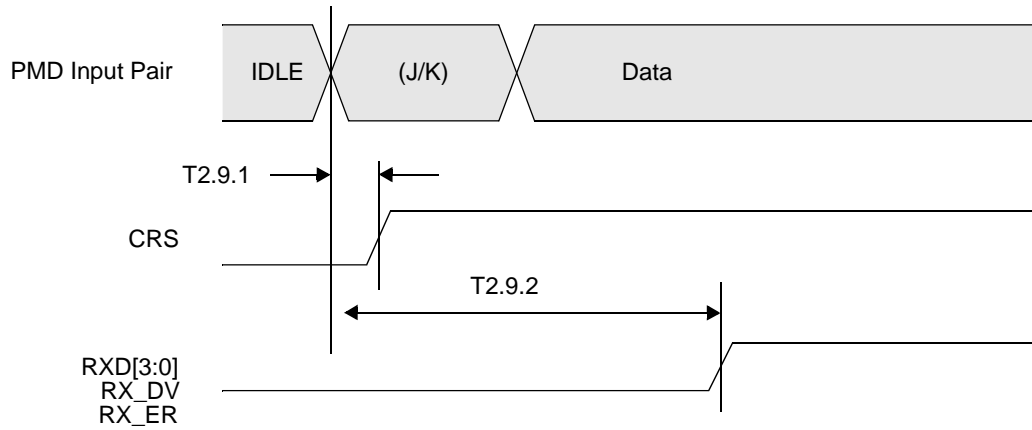 PMD Input Pair
IDLE
(J/K)
Data
T2.9.1
CRS
T2.9.2
RXD[3:0]
RX_DV
RX_ER